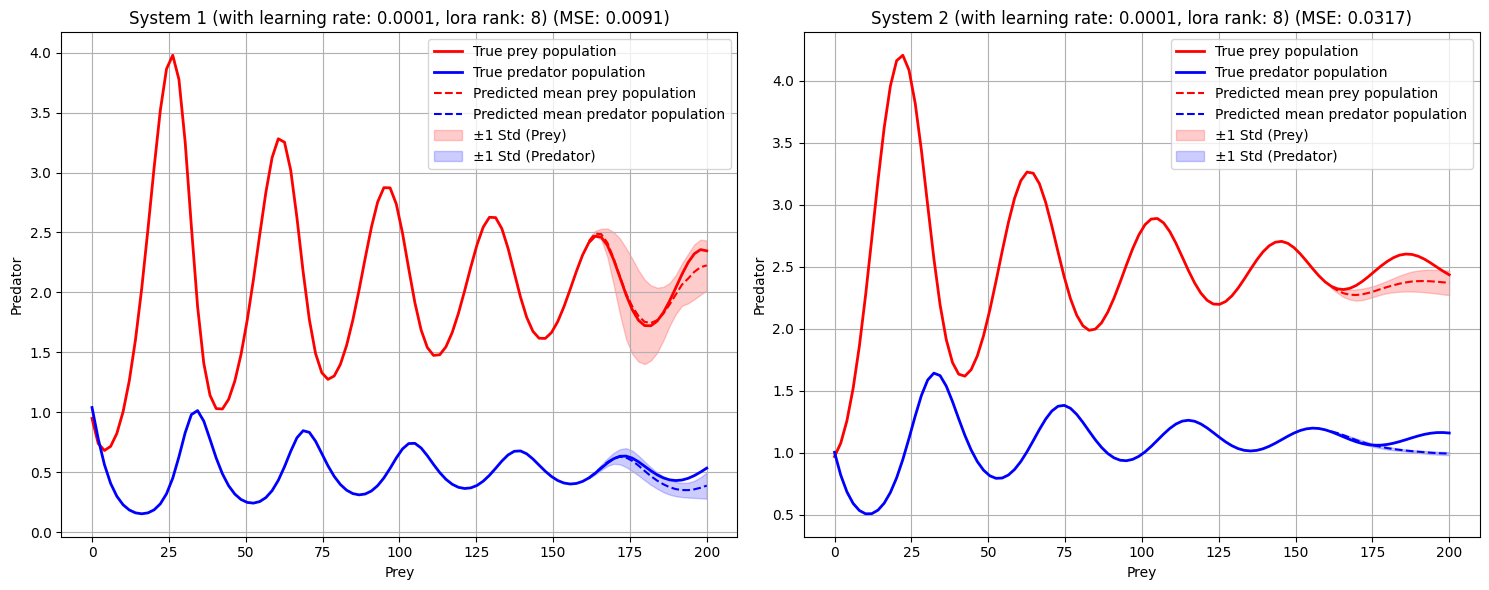 System 1 (with learning rate: 0.0001, lora rank: 8) (MSE: 0.0091)
4.0
3.5
3.0
2.5
2.0
1.5
1.0
0.5
0.0
Predator
True prey population
True predator population
Predicted mean prey population
Predicted mean predator population
±1 Std (Prey)
±1 Std (Predator)
0 25 50 75 100 125 150 175 200
Prey
System 2 (with learning rate: 0.0001, lora rank: 8) (MSE: 0.0317)
4.0
3.5
3.0
2.5
2.0
1.5
1.0
0.5
Predator
True prey population
True predator population
Predicted mean prey population
Predicted mean predator population
±1 Std (Prey)
±1 Std (Predator)
0 25 50 75 100 125 150 175 200
Prey